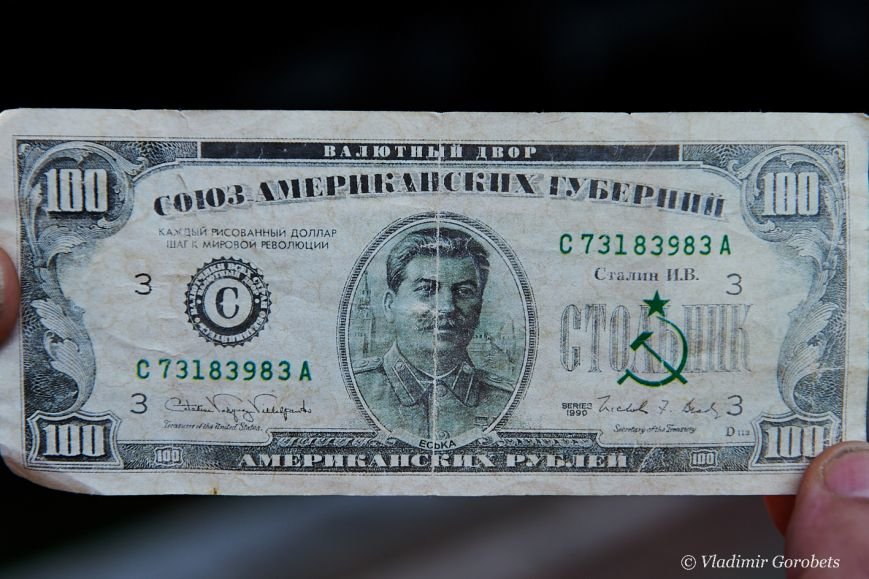 ВАЛЮТНЫЙ ДВОР
100 СОЮЗ АМЕРИКАНСКИХ ГУБЕРНИЙ 100
КАЖДЫЙ РИСОВАННЫЙ ДОЛЛАР
ШАГ К МИРОВОЙ РЕВОЛЮЦИИ
C 73183983 A
Сталин И.В.
3 3
C
СТОЛЬНИК
C 73183983 A
3 SERIES 1990 3
Treasurer of the United States.
Secretary of the Treasury
ЕСЬКА
100 100 АМЕРИКАНСКИХ РУБЛЕЙ 100 100
© Vladimir Gorobets